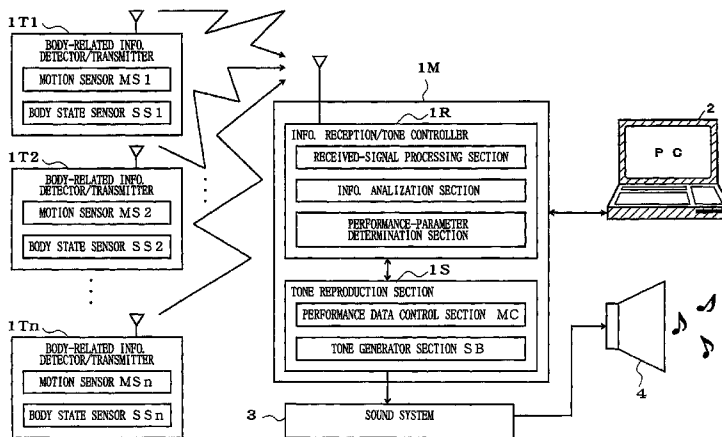 1T1
BODY-RELATED INFO.
DETECTOR/TRANSMITTER
MOTION SENSOR MS1
BODY STATE SENSOR SS1
1T2
BODY-RELATED INFO.
DETECTOR/TRANSMITTER
MOTION SENSOR MS2
BODY STATE SENSOR SS2
1Tn
BODY-RELATED INFO.
DETECTOR/TRANSMITTER
MOTION SENSOR MSn
BODY STATE SENSOR SSn
1M
1R
INFO. RECEPTION/TONE CONTROLLER
RECEIVED-SIGNAL PROCESSING SECTION
INFO. ANALIZATION SECTION
PERFORMANCE-PARAMETER
DETERMINATION SECTION
1S
TONE REPRODUCTION SECTION
PERFORMANCE DATA CONTROL SECTION MC
TONE GENERATOR SECTION SB
3
SOUND SYSTEM
2
PC
4